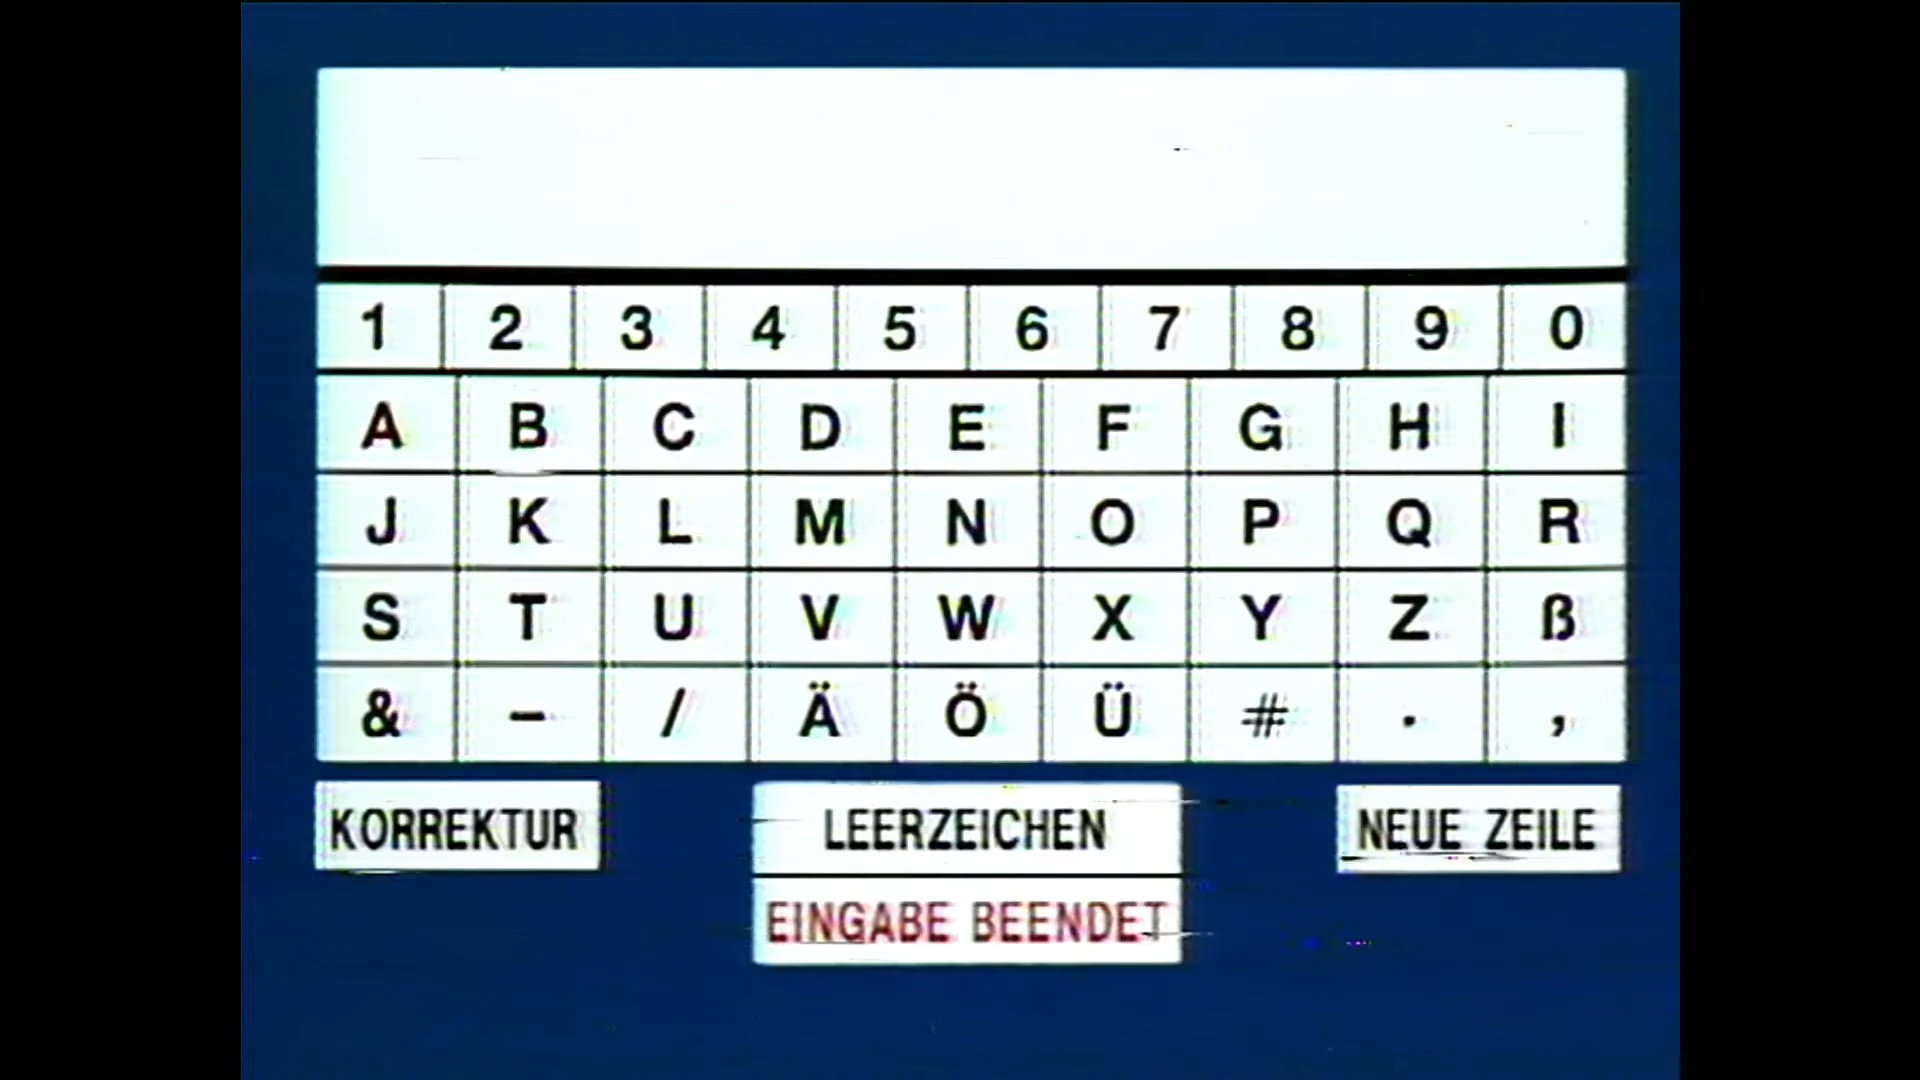 1 2 3 4 5 6 7 8 9 0
A B C D E F G H I
J K L M N O P Q R
S T U V W X Y Z ß
& – / Ä Ö Ü # . ,
KORREKTUR LEERZEICHEN NEUE ZEILE
EINGABE BEENDET